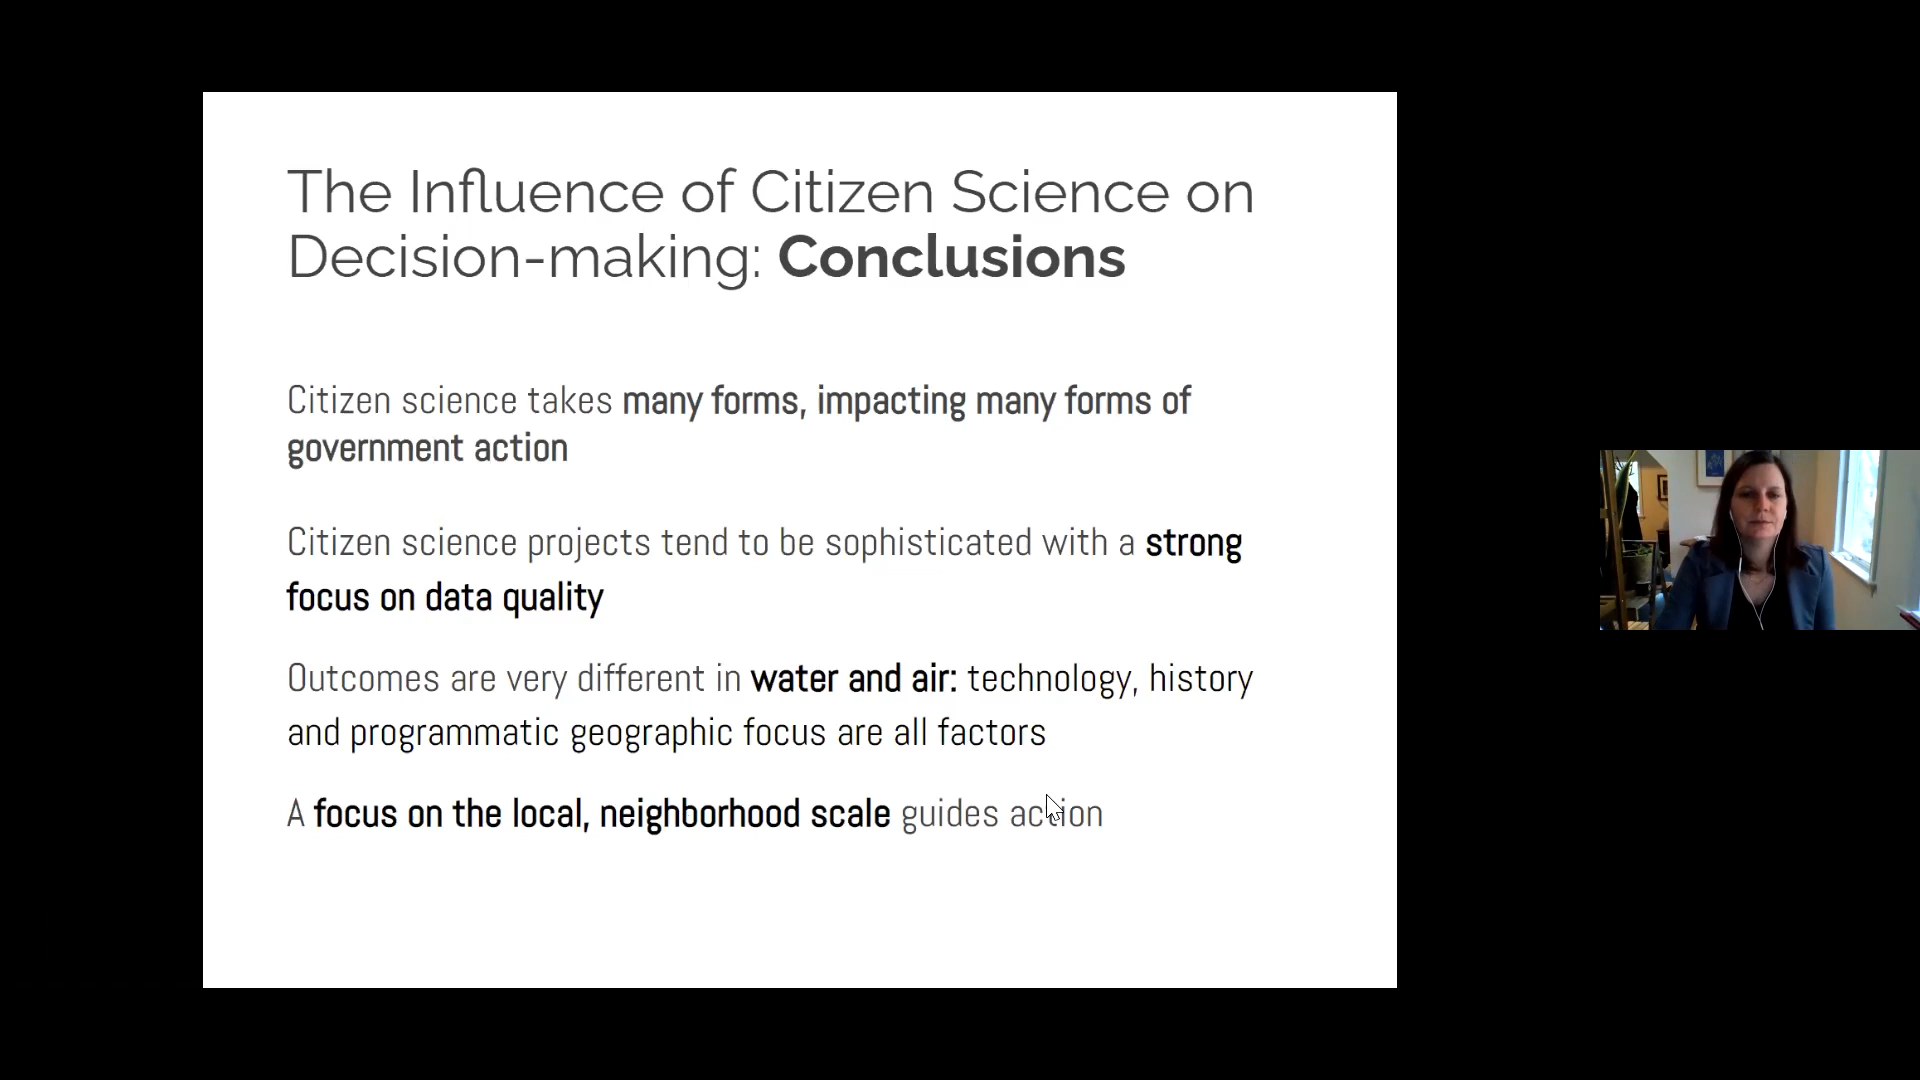 The Influence of Citizen Science on
Decision-making: Conclusions
Citizen science takes many forms, impacting many forms of
government action
Citizen science projects tend to be sophisticated with a strong
focus on data quality
Outcomes are very different in water and air: technology, history
and programmatic geographic focus are all factors
A focus on the local, neighborhood scale guides action